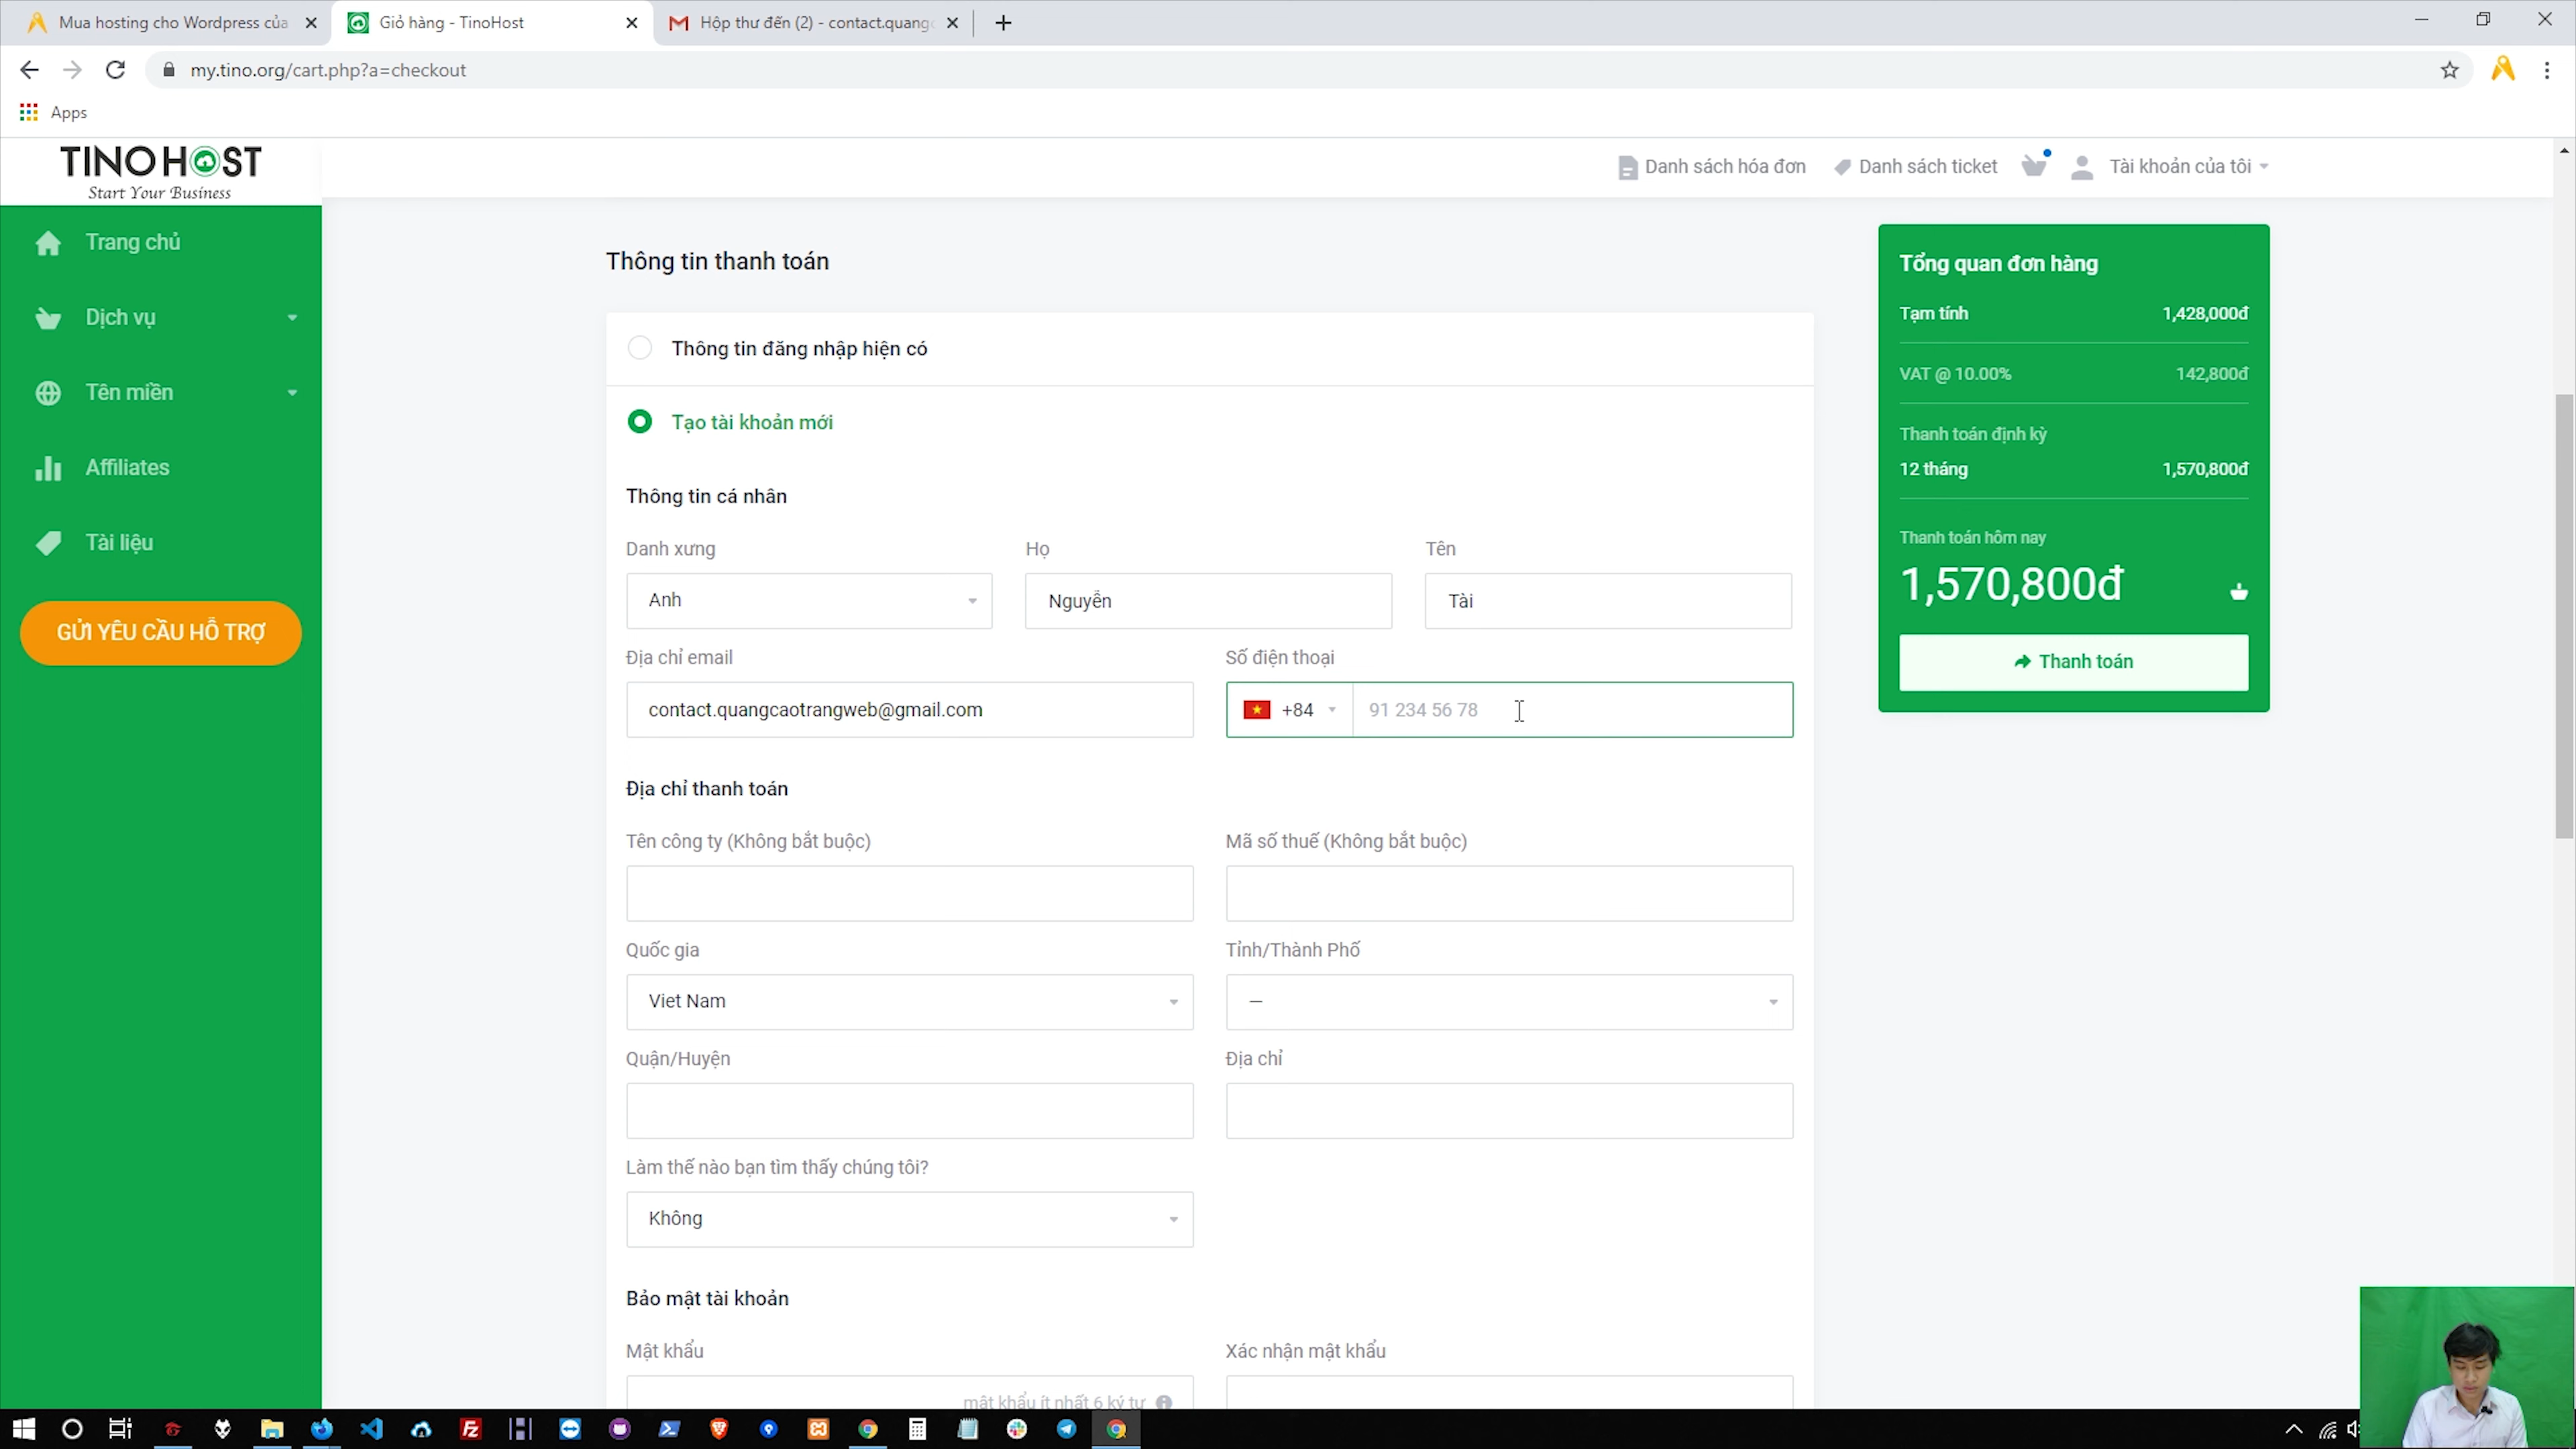 Mua hosting cho Wordpress của
Giỏ hàng - TinoHost
Hộp thư đến (2) - contact.quangc
my.tino.org/cart.php?a=checkout
Apps
TINOHOST
Start Your Business
Danh sách hóa đơn
Danh sách ticket
Tài khoản của tôi
Trang chủ
Dịch vụ
Tên miền
Affiliates
Tài liệu
GỬI YÊU CẦU HỖ TRỢ
Thông tin thanh toán
Thông tin đăng nhập hiện có
Tạo tài khoản mới
Thông tin cá nhân
Danh xưng
Họ
Tên
Anh
Nguyễn
Tài
Địa chỉ email
Số điện thoại
contact.quangcaotrangweb@gmail.com
+84
91 234 56 78
Địa chỉ thanh toán
Tên công ty (Không bắt buộc)
Mã số thuế (Không bắt buộc)
Quốc gia
Tỉnh/Thành Phố
Viet Nam
—
Quận/Huyện
Địa chỉ
Làm thế nào bạn tìm thấy chúng tôi?
Không
Bảo mật tài khoản
Mật khẩu
Xác nhận mật khẩu
mật khẩu ít nhất 6 ký tự
Tổng quan đơn hàng
Tạm tính 1,428,000đ
VAT @ 10.00% 142,800đ
Thanh toán định kỳ
12 tháng 1,570,800đ
Thanh toán hôm nay
1,570,800đ
Thanh toán